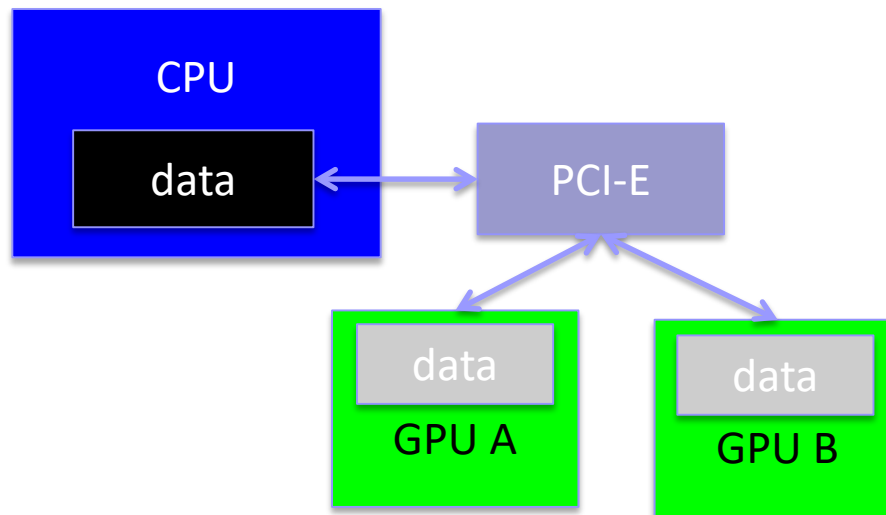 CPU
data
PCI-E
data
GPU A
data
GPU B